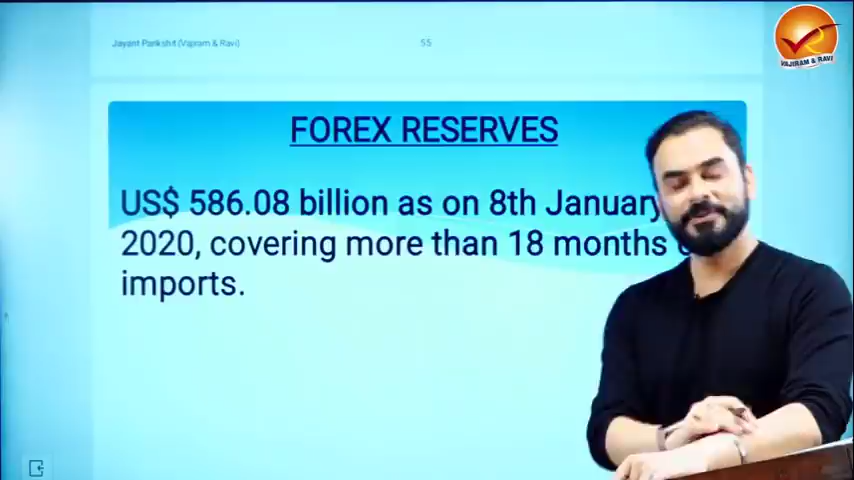 Jayant Parikshit (Vajiram & Ravi)
55
VAJIRAM & RAVI
FOREX RESERVES
US$ 586.08 billion as on 8th January
2020, covering more than 18 months
imports.